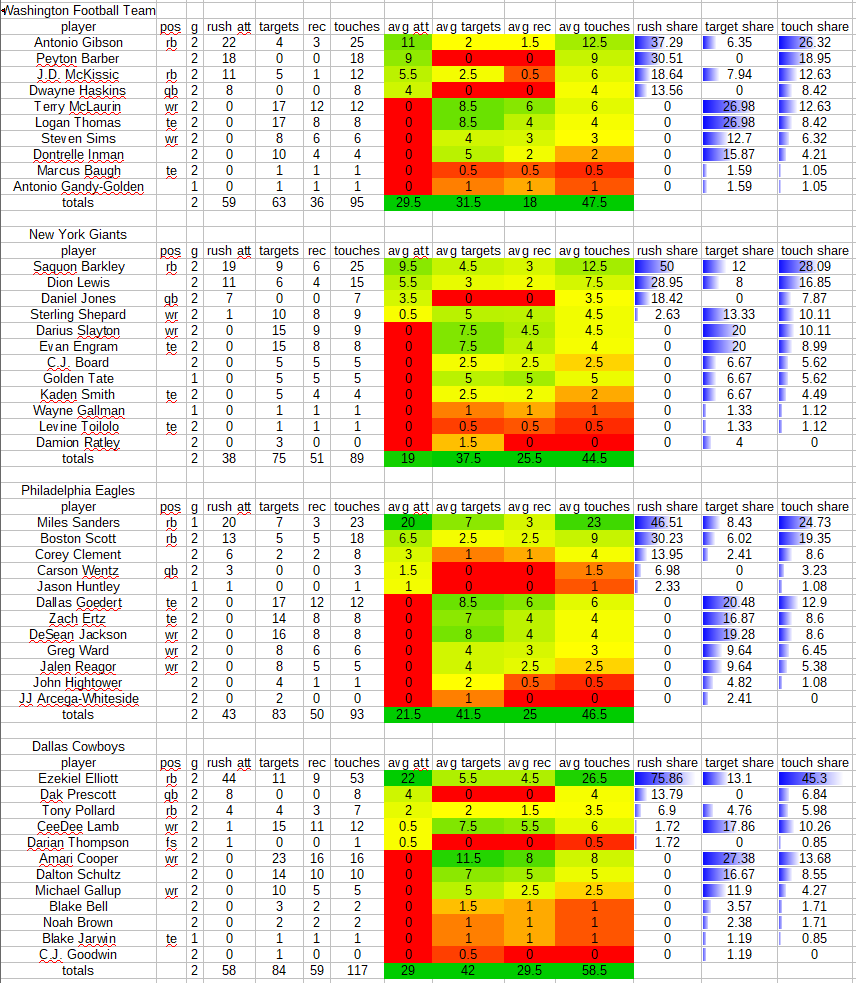 Washington Football Team
player pos g rush att targets rec touches avg att avg targets avg rec avg touches rush share target share touch share
Antonio Gibson rb 2 22 4 3 25 11 2 1.5 12.5 37.29 6.35 26.32
Peyton Barber 2 18 0 0 18 9 0 0 9 30.51 0 18.95
J.D. McKissic rb 2 11 5 1 12 5.5 2.5 0.5 6 18.64 7.94 12.63
Dwayne Haskins qb 2 8 0 0 8 4 0 0 4 13.56 0 8.42
Terry McLaurin wr 2 0 17 12 12 0 8.5 6 6 0 26.98 12.63
Logan Thomas te 2 0 17 8 8 0 8.5 4 4 0 26.98 8.42
Steven Sims wr 2 0 8 6 6 0 4 3 3 0 12.7 6.32
Dontrelle Inman 2 0 10 4 4 0 5 2 2 0 15.87 4.21
Marcus Baugh te 2 0 1 1 1 0 0.5 0.5 0.5 0 1.59 1.05
Antonio Gandy-Golden 1 0 1 1 1 0 1 1 1 0 1.59 1.05
totals 2 59 63 36 95 29.5 31.5 18 47.5
New York Giants
player pos g rush att targets rec touches avg att avg targets avg rec avg touches rush share target share touch share
Saquon Barkley rb 2 19 9 6 25 9.5 4.5 3 12.5 50 12 28.09
Dion Lewis 2 11 6 4 15 5.5 3 2 7.5 28.95 8 16.85
Daniel Jones qb 2 7 0 0 7 3.5 0 0 3.5 18.42 0 7.87
Sterling Shepard wr 2 1 10 8 9 0.5 5 4 4.5 2.63 13.33 10.11
Darius Slayton wr 2 0 15 9 9 0 7.5 4.5 4.5 0 20 10.11
Evan Engram te 2 0 15 8 8 0 7.5 4 4 0 20 8.99
C.J. Board 2 0 5 5 5 0 2.5 2.5 2.5 0 6.67 5.62
Golden Tate 1 0 5 5 5 0 5 5 5 0 6.67 5.62
Kaden Smith te 2 0 5 4 4 0 2.5 2 2 0 6.67 4.49
Wayne Gallman 1 0 1 1 1 0 1 1 1 0 1.33 1.12
Levine Toilolo te 2 0 1 1 1 0 0.5 0.5 0.5 0 1.33 1.12
Damion Ratley 2 0 3 0 0 0 1.5 0 0 0 4 0
totals 2 38 75 51 89 19 37.5 25.5 44.5
Philadelphia Eagles
player pos g rush att targets rec touches avg att avg targets avg rec avg touches rush share target share touch share
Miles Sanders rb 1 20 7 3 23 20 7 3 23 46.51 8.43 24.73
Boston Scott rb 2 13 5 5 18 6.5 2.5 2.5 9 30.23 6.02 19.35
Corey Clement 2 6 2 2 8 3 1 1 4 13.95 2.41 8.6
Carson Wentz qb 2 3 0 0 3 1.5 0 0 1.5 6.98 0 3.23
Jason Huntley 1 1 0 0 1 1 0 0 1 2.33 0 1.08
Dallas Goedert te 2 0 17 12 12 0 8.5 6 6 0 20.48 12.9
Zach Ertz te 2 0 14 8 8 0 7 4 4 0 16.87 8.6
DeSean Jackson wr 2 0 16 8 8 0 8 4 4 0 19.28 8.6
Greg Ward wr 2 0 8 6 6 0 4 3 3 0 9.64 6.45
Jalen Reagor wr 2 0 8 5 5 0 4 2.5 2.5 0 9.64 5.38
John Hightower 2 0 4 1 1 0 2 0.5 0.5 0 4.82 1.08
JJ Arcega-Whiteside 2 0 2 0 0 0 1 0 0 0 2.41 0
totals 2 43 83 50 93 21.5 41.5 25 46.5
Dallas Cowboys
player pos g rush att targets rec touches avg att avg targets avg rec avg touches rush share target share touch share
Ezekiel Elliott rb 2 44 11 9 53 22 5.5 4.5 26.5 75.86 13.1 45.3
Dak Prescott qb 2 8 0 0 8 4 0 0 4 13.79 0 6.84
Tony Pollard rb 2 4 4 3 7 2 2 1.5 3.5 6.9 4.76 5.98
CeeDee Lamb wr 2 1 15 11 12 0.5 7.5 5.5 6 1.72 17.86 10.26
Darian Thompson fs 2 1 0 0 1 0.5 0 0 0.5 1.72 0 0.85
Amari Cooper wr 2 0 23 16 16 0 11.5 8 8 0 27.38 13.68
Dalton Schultz 2 0 14 10 10 0 7 5 5 0 16.67 8.55
Michael Gallup wr 2 0 10 5 5 0 5 2.5 2.5 0 11.9 4.27
Blake Bell 2 0 3 2 2 0 1.5 1 1 0 3.57 1.71
Noah Brown 2 0 2 2 2 0 1 1 1 0 2.38 1.71
Blake Jarwin te 1 0 1 1 1 0 1 1 1 0 1.19 0.85
C.J. Goodwin 2 0 1 0 0 0 0.5 0 0 0 1.19 0
totals 2 58 84 59 117 29 42 29.5 58.5